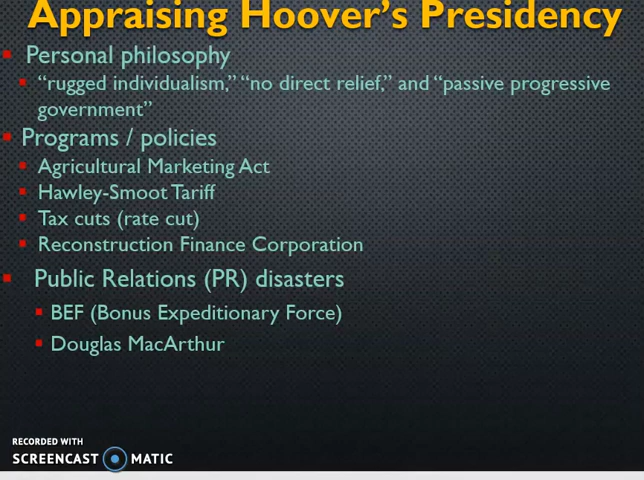 Appraising Hoover's Presidency
Personal philosophy
“rugged individualism,” “no direct relief,” and “passive progressive
government”
Programs / policies
Agricultural Marketing Act
Hawley-Smoot Tariff
Tax cuts (rate cut)
Reconstruction Finance Corporation
Public Relations (PR) disasters
BEF (Bonus Expeditionary Force)
Douglas MacArthur
RECORDED WITH
SCREENCAST MATIC